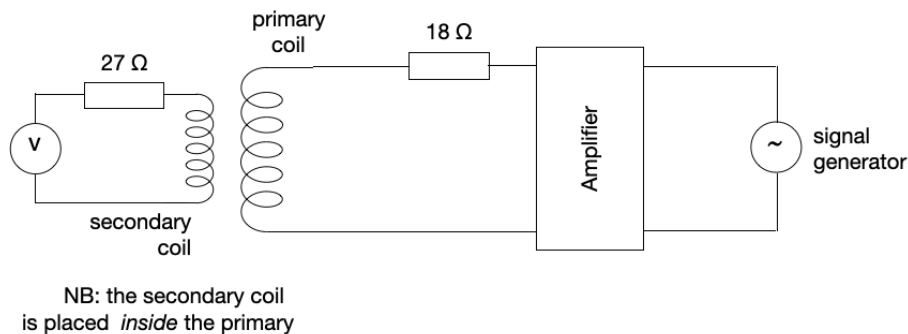 primary
coil
18 Ω
27 Ω
V
Amplifier
~
signal
generator
secondary
coil
NB: the secondary coil
is placed inside the primary